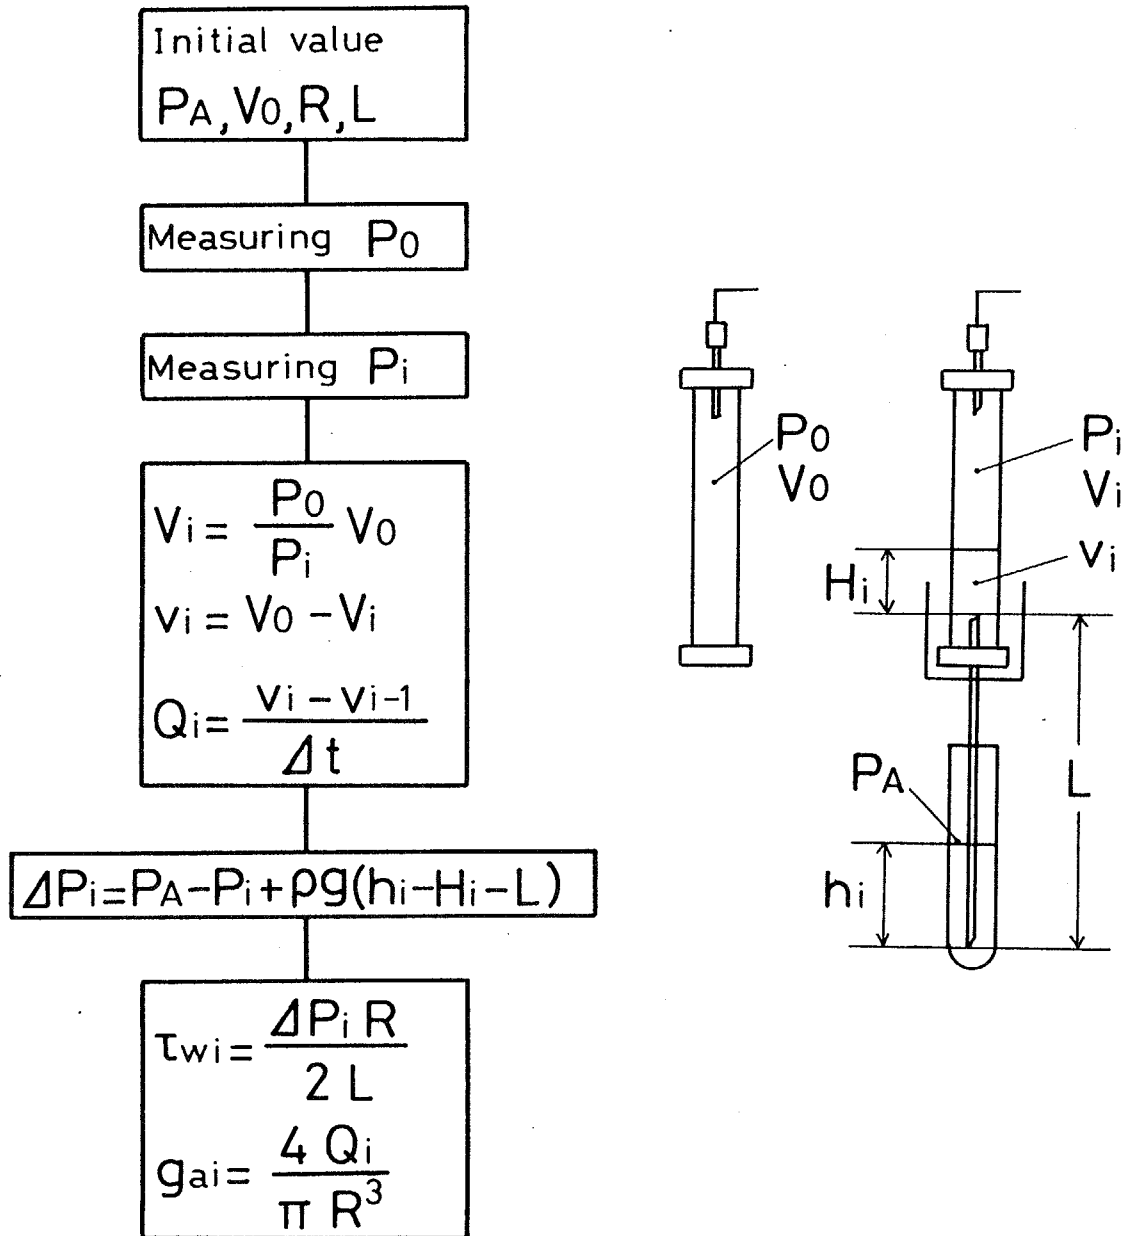 Initial value
PA, V0, R, L
Measuring P0
Measuring Pi
Vi = P0/Pi V0
vi = V0 − Vi
Qi = vi − vi−1 / Δt
ΔPi = PA − Pi + ρg(hi − Hi − L)
τwi = ΔPi R / 2 L
gai = 4 Qi / π R³
P0
V0
Pi
Vi
vi
Hi
L
PA
hi